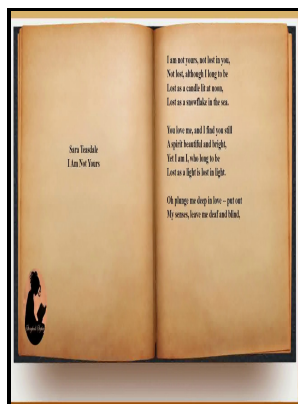 Sara Teasdale
I Am Not Yours
I am not yours, not lost in you,
Not lost, although I long to be
Lost as a candle lit at noon,
Lost as a snowflake in the sea.
You love me, and I find you still
A spirit beautiful and bright,
Yet I am I, who long to be
Lost as a light is lost in light.
Oh plunge me deep in love – put out
My senses, leave me deaf and blind,